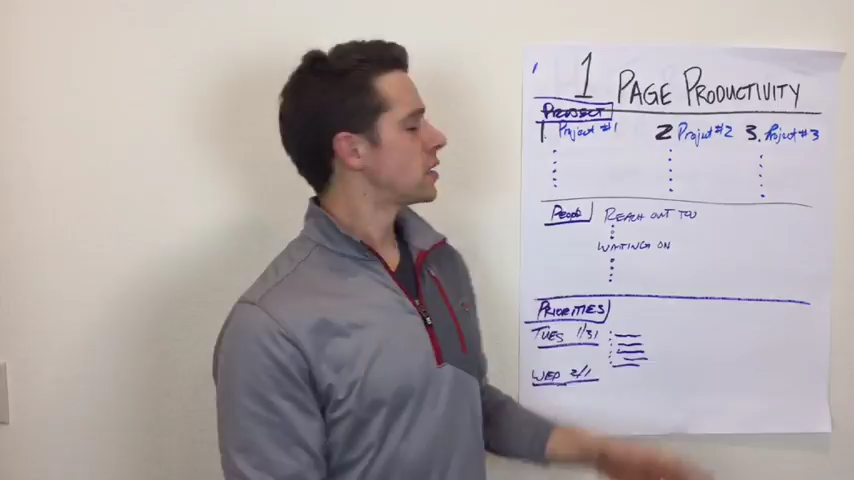 1 PAGE PRODUCTIVITY
PROJECT
1. Project #1 2 Project #2 3. Project #3
People REACH OUT TOO
WAITING ON
PRIORITIES
TUES 1/31
WED 2/1